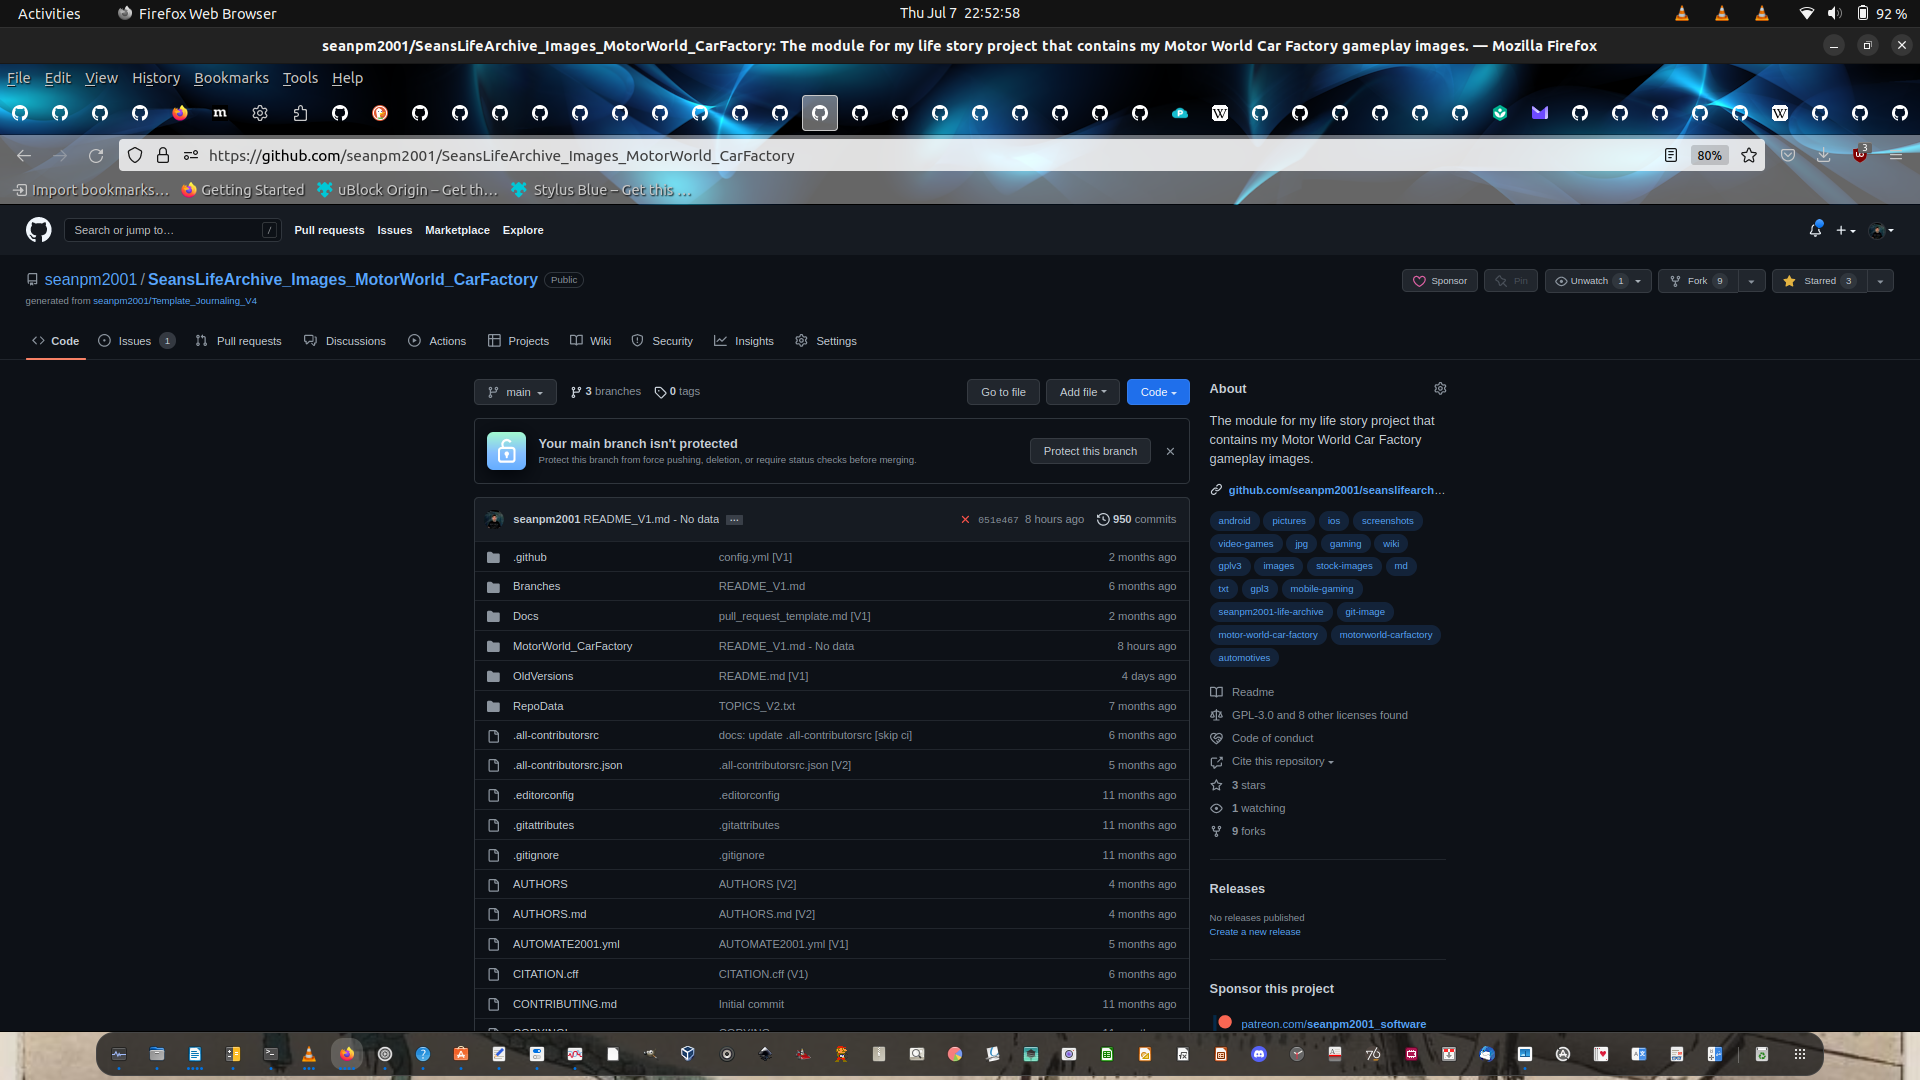 Activities Firefox Web Browser Thu Jul 7 22:52:58 92 %
seanpm2001/SeansLifeArchive_Images_MotorWorld_CarFactory: The module for my life story project that contains my Motor World Car Factory gameplay images. — Mozilla Firefox
File Edit View History Bookmarks Tools Help
https://github.com/seanpm2001/SeansLifeArchive_Images_MotorWorld_CarFactory 80% 3
Import bookmarks… Getting Started uBlock Origin – Get th… Stylus Blue – Get this …
Search or jump to… / Pull requests Issues Marketplace Explore
seanpm2001 / SeansLifeArchive_Images_MotorWorld_CarFactory Public Sponsor Pin Unwatch 1 Fork 9 Starred 3
generated from seanpm2001/Template_Journaling_V4
Code Issues 1 Pull requests Discussions Actions Projects Wiki Security Insights Settings
main 3 branches 0 tags Go to file Add file Code
Your main branch isn't protected
Protect this branch from force pushing, deletion, or require status checks before merging.
Protect this branch
seanpm2001 README_V1.md - No data ... 051e467 8 hours ago 950 commits
.github config.yml [V1] 2 months ago
Branches README_V1.md 6 months ago
Docs pull_request_template.md [V1] 2 months ago
MotorWorld_CarFactory README_V1.md - No data 8 hours ago
OldVersions README.md [V1] 4 days ago
RepoData TOPICS_V2.txt 7 months ago
.all-contributorsrc docs: update .all-contributorsrc [skip ci] 6 months ago
.all-contributorsrc.json .all-contributorsrc.json [V2] 5 months ago
.editorconfig .editorconfig 11 months ago
.gitattributes .gitattributes 11 months ago
.gitignore .gitignore 11 months ago
AUTHORS AUTHORS [V2] 4 months ago
AUTHORS.md AUTHORS.md [V2] 4 months ago
AUTOMATE2001.yml AUTOMATE2001.yml [V1] 5 months ago
CITATION.cff CITATION.cff (V1) 6 months ago
CONTRIBUTING.md Initial commit 11 months ago
About
The module for my life story project that
contains my Motor World Car Factory
gameplay images.
github.com/seanpm2001/seanslifearch…
android pictures ios screenshots
video-games jpg gaming wiki
gplv3 images stock-images md
txt gpl3 mobile-gaming
seanpm2001-life-archive git-image
motor-world-car-factory motorworld-carfactory
automotives
Readme
GPL-3.0 and 8 other licenses found
Code of conduct
Cite this repository
3 stars
1 watching
9 forks
Releases
No releases published
Create a new release
Sponsor this project
patreon.com/seanpm2001_software